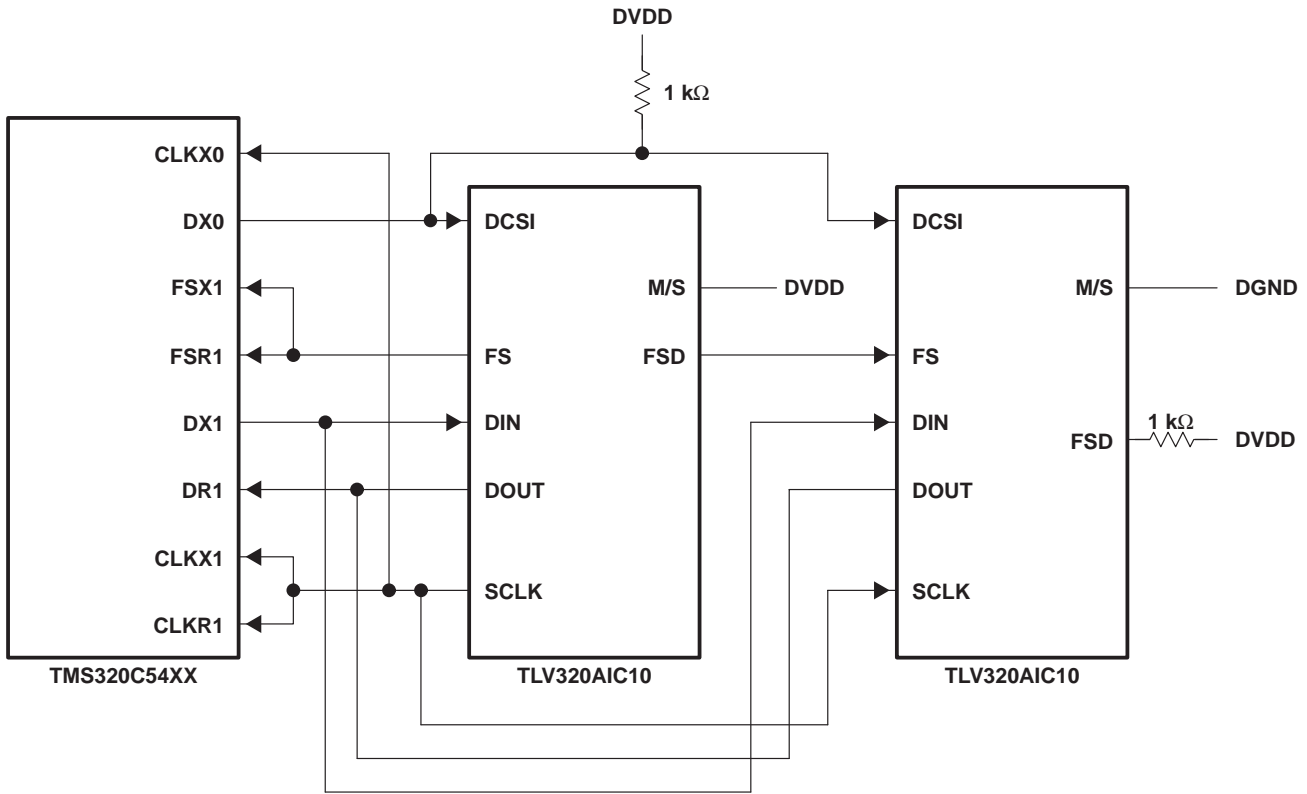 DVDD
1 kΩ
CLKX0
DX0
FSX1
FSR1
DX1
DR1
CLKX1
CLKR1
TMS320C54XX
DCSI
M/S
DVDD
FS
FSD
DIN
DOUT
SCLK
TLV320AIC10
DCSI
M/S
DGND
FS
DIN
FSD
1 kΩ
DVDD
DOUT
SCLK
TLV320AIC10